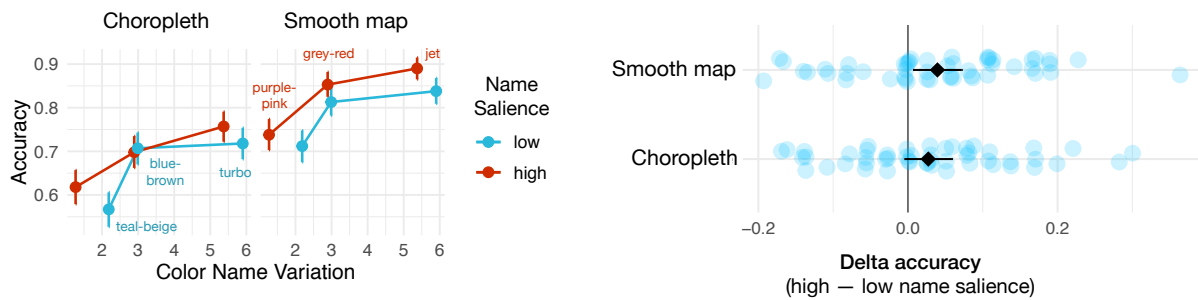 Choropleth
Smooth map
Accuracy
0.9
0.8
0.7
0.6
purple-
pink
grey-red
jet
blue-
brown
turbo
teal-beige
2 3 4 5 6
2 3 4 5 6
Color Name Variation
Name
Salience
low
high
Smooth map
Choropleth
−0.2 0.0 0.2
Delta accuracy
(high — low name salience)